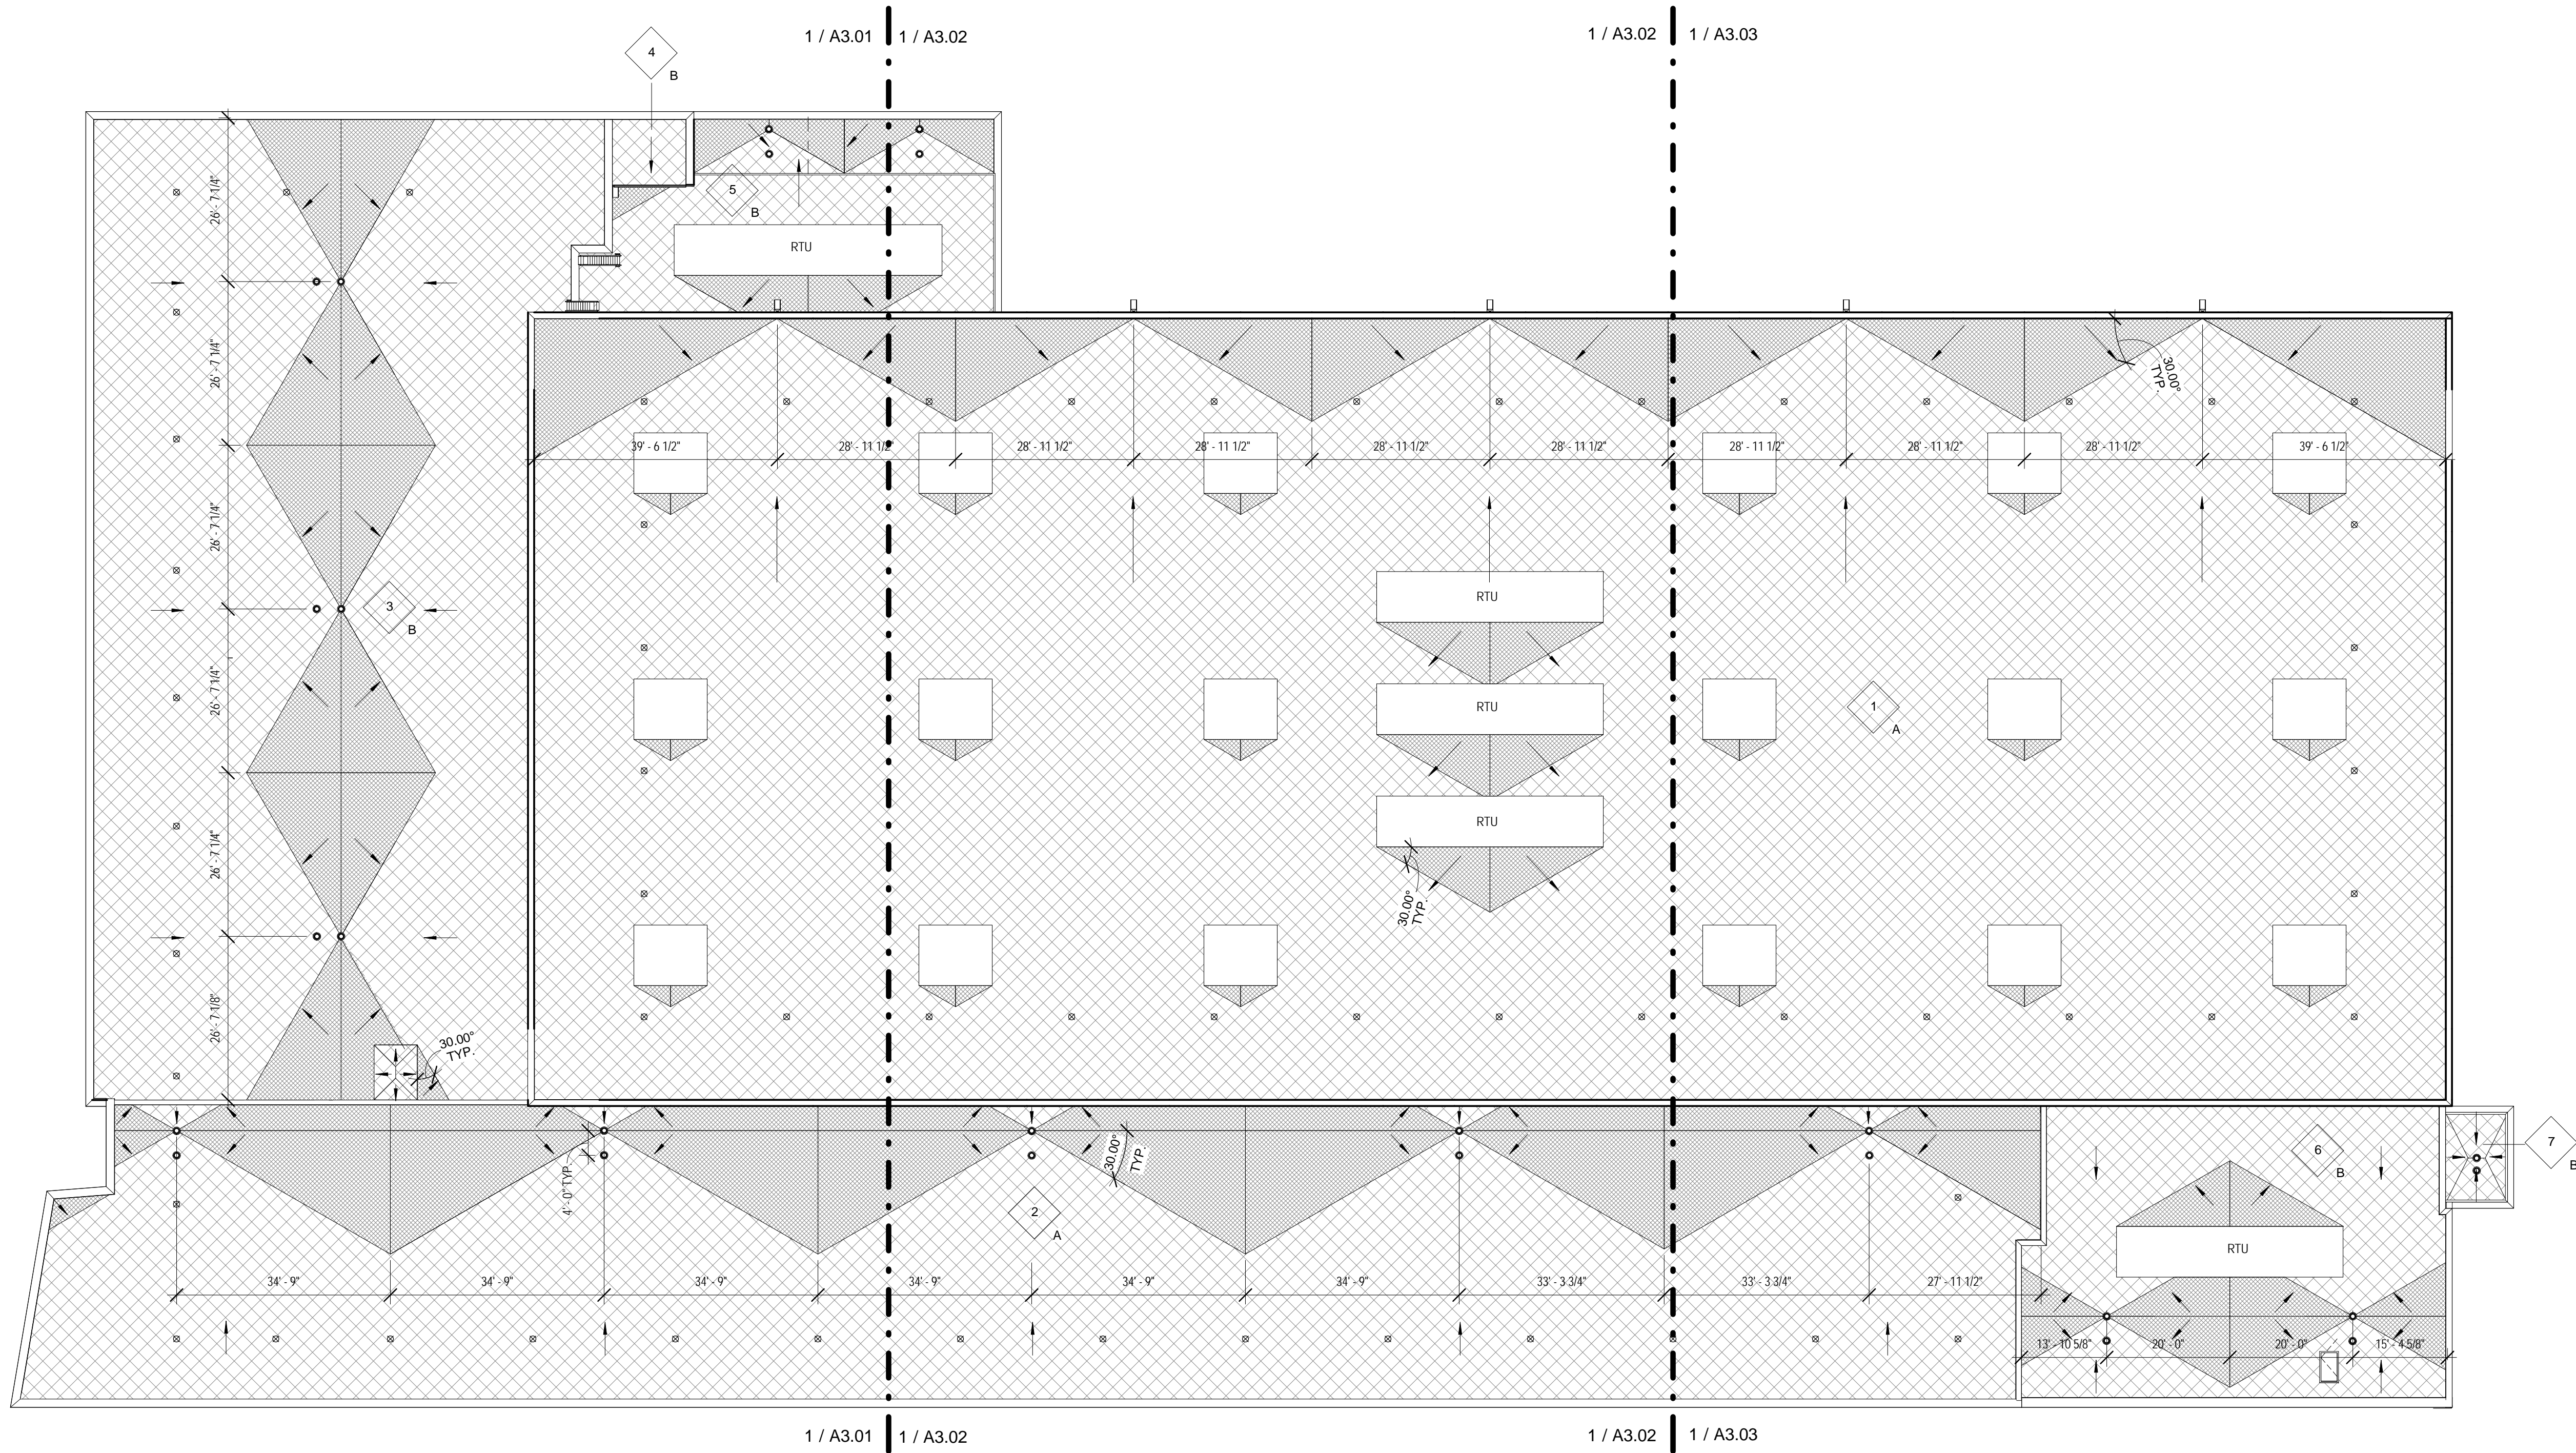 1 / A3.01
1 / A3.02
1 / A3.02
1 / A3.03
4
B
5
B
RTU
26' - 7 1/4"
26' - 7 1/4"
26' - 7 1/4"
26' - 7 1/4"
26' - 7 1/4"
26' - 7 1/8"
30.00°
TYP.
39' - 6 1/2"
28' - 11 1/2"
28' - 11 1/2"
28' - 11 1/2"
28' - 11 1/2"
28' - 11 1/2"
28' - 11 1/2"
28' - 11 1/2"
28' - 11 1/2"
39' - 6 1/2"
3
B
RTU
RTU
RTU
1
A
30.00°
TYP.
30.00°
TYP.
4' - 0" TYP.
30.00°
TYP.
2
A
6
B
7
B
RTU
34' - 9"
34' - 9"
34' - 9"
34' - 9"
34' - 9"
34' - 9"
33' - 3 3/4"
33' - 3 3/4"
27' - 11 1/2"
13' - 10 5/8"
20' - 0"
20' - 0"
15' - 4 5/8"
1 / A3.01
1 / A3.02
1 / A3.02
1 / A3.03